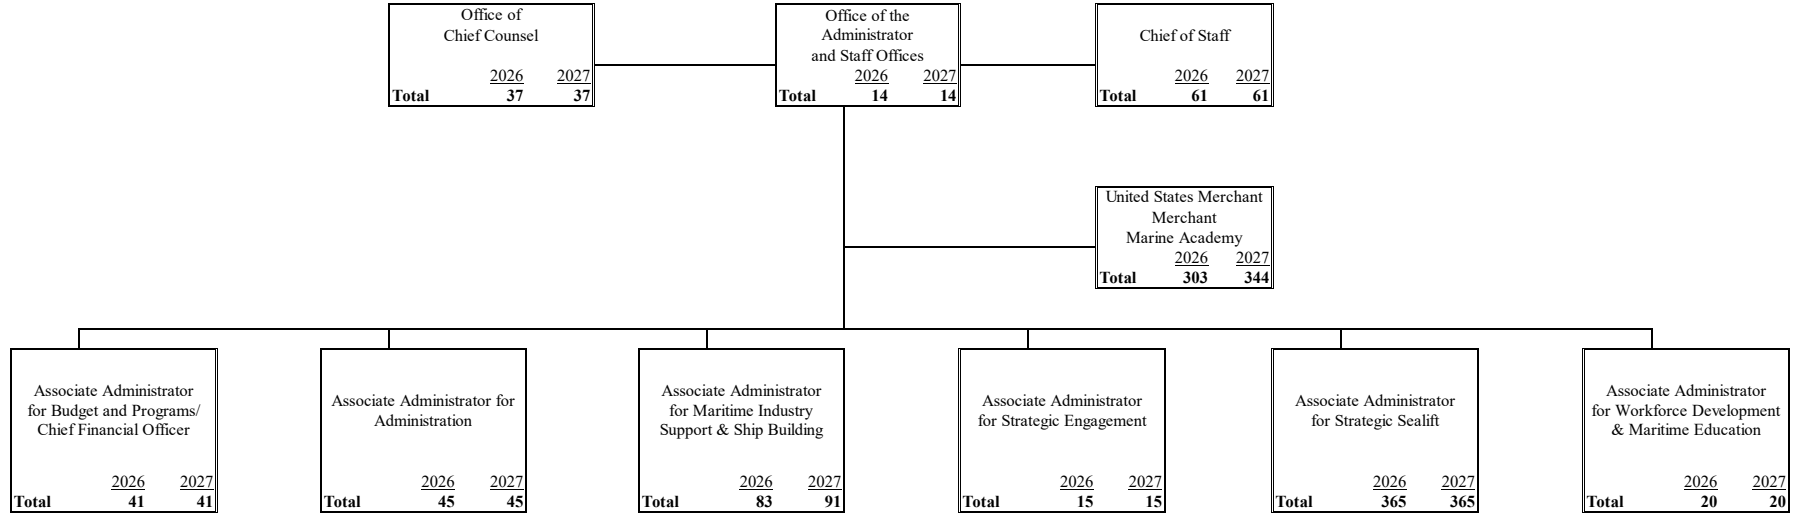 Office of
Chief Counsel
2026 2027
Total 37 37
Office of the
Administrator
and Staff Offices
2026 2027
Total 14 14
Chief of Staff
2026 2027
Total 61 61
United States Merchant
Merchant
Marine Academy
2026 2027
Total 303 344
Associate Administrator
for Budget and Programs/
Chief Financial Officer
2026 2027
Total 41 41
Associate Administrator for
Administration
2026 2027
Total 45 45
Associate Administrator
for Maritime Industry
Support & Ship Building
2026 2027
Total 83 91
Associate Administrator
for Strategic Engagement
2026 2027
Total 15 15
Associate Administrator
for Strategic Sealift
2026 2027
Total 365 365
Associate Administrator
for Workforce Development
& Maritime Education
2026 2027
Total 20 20